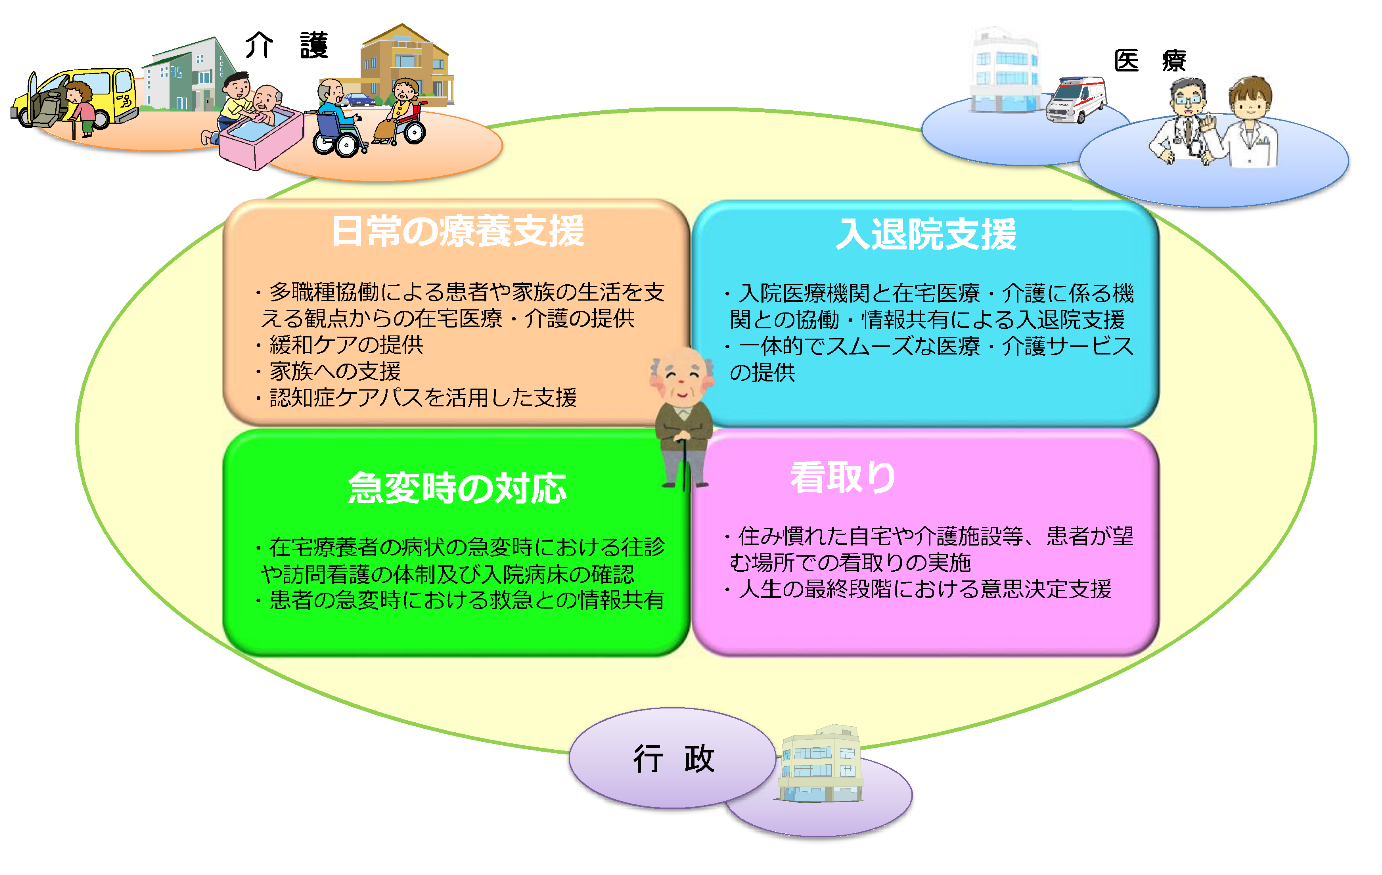 介 護
医 療
日常の療養支援
・多職種協働による患者や家族の生活を支
える観点からの在宅医療・介護の提供
・緩和ケアの提供
・家族への支援
・認知症ケアパスを活用した支援
入退院支援
・入院医療機関と在宅医療・介護に係る機
関との協働・情報共有による入退院支援
・一体的でスムーズな医療・介護サービス
の提供
急変時の対応
・在宅療養者の病状の急変時における往診
や訪問看護の体制及び入院病床の確認
・患者の急変時における救急との情報共有
看取り
・住み慣れた自宅や介護施設等、患者が望
む場所での看取りの実施
・人生の最終段階における意思決定支援
行 政